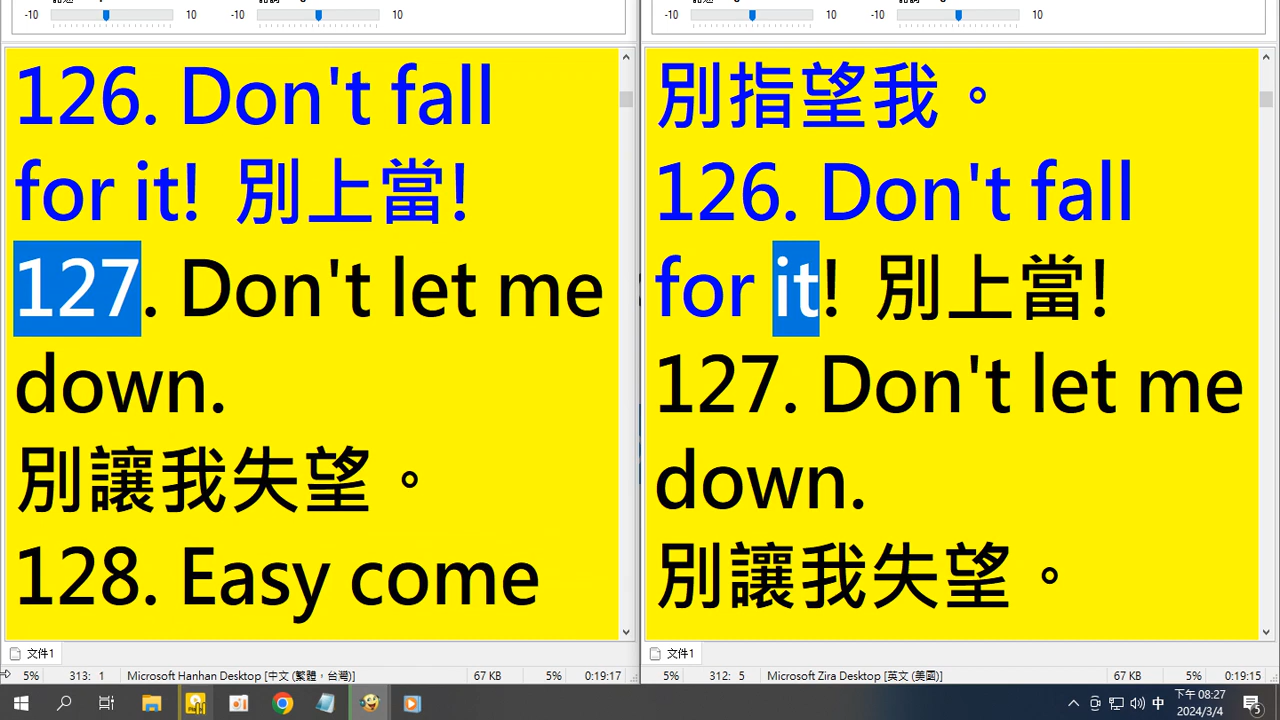 -10 10 -10 10
126. Don't fall
for it!  別上當!
127. Don't let me
down.
別讓我失望。
128. Easy come
文件1
5% 313: 1 Microsoft Hanhan Desktop [中文 (繁體，台灣)] 67 KB 5% 0:19:17
-10 10 -10 10
別指望我。
126. Don't fall
for it!  別上當!
127. Don't let me
down.
別讓我失望。
文件1
5% 312: 5 Microsoft Zira Desktop [英文 (美國)] 67 KB 5% 0:19:15
中
下午 08:27
2024/3/4
5